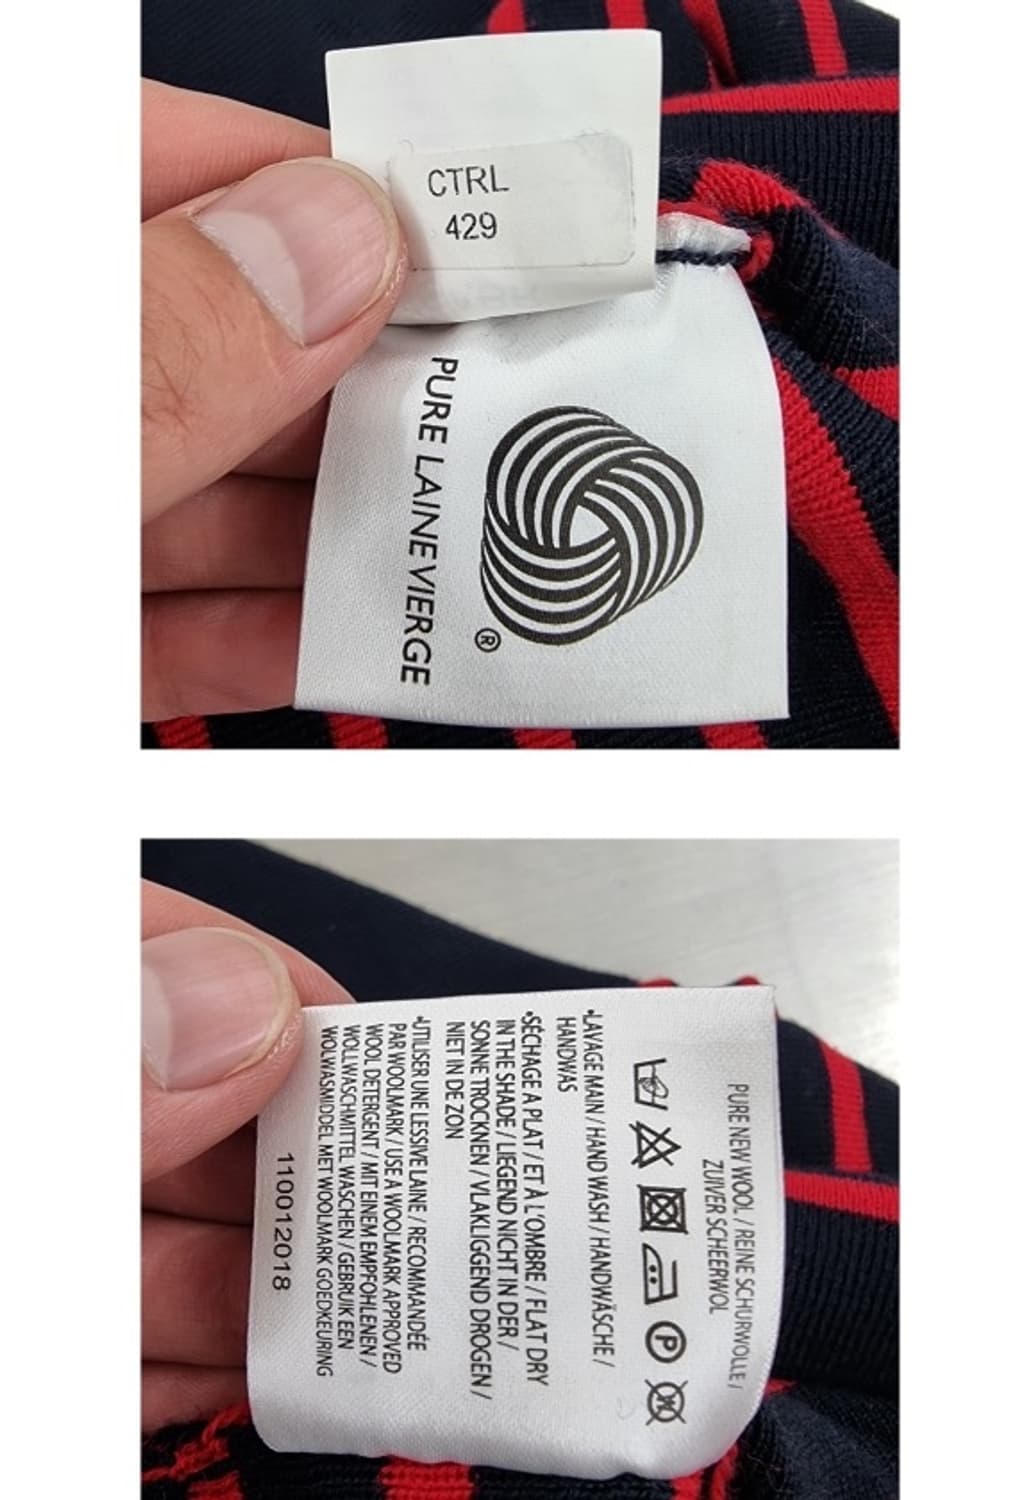 CTRL
429
PURE LAINE VIERGE
®
PURE NEW WOOL / REINE SCHURWOLLE /
ZUIVER SCHEERWOL
P
W
•LAVAGE MAIN / HAND WASH / HANDWÄSCHE /
HANDWAS
•SÉCHAGE A PLAT / ET À L'OMBRE / FLAT DRY
IN THE SHADE / LIEGEND NICHT IN DER /
SONNE TROCKNEN / VLAKLIGGEND DROGEN /
NIET IN DE ZON
•UTILISER UNE LESSIVE LAINE / RECOMMANDÉE
PAR WOOLMARK / USE A WOOLMARK APPROVED
WOOL DETERGENT / MIT EINEM EMPFOHLENEN /
WOLLWASCHMITTEL WASCHEN / GEBRUIK EEN
WOLWASMIDDEL MET WOOLMARK GOEDKEURING
110012018